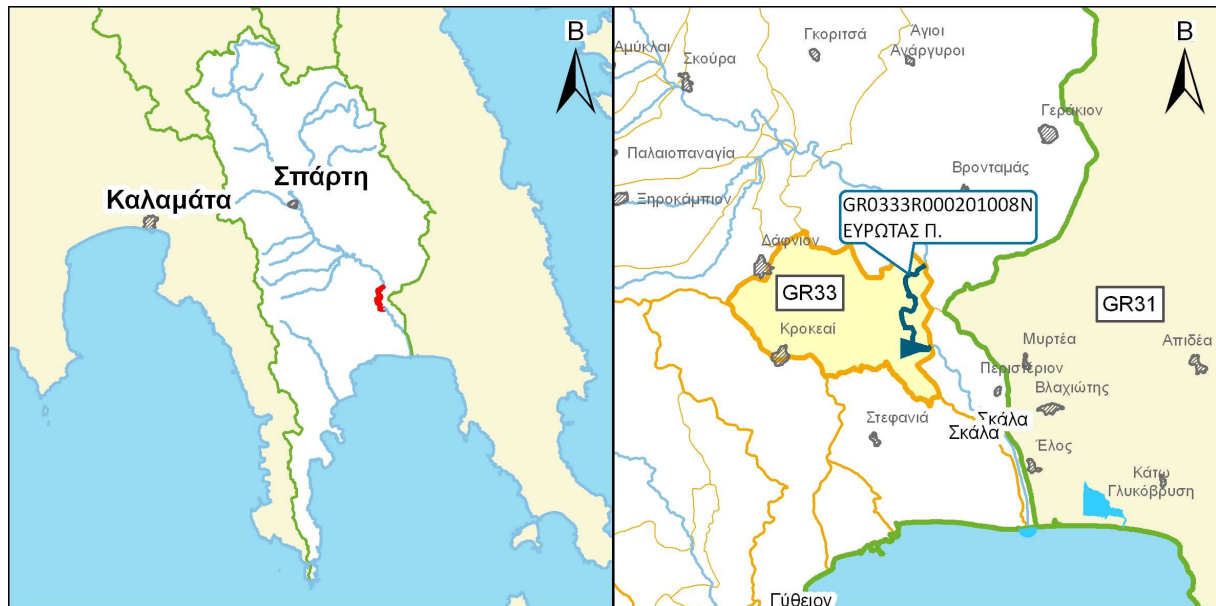 Β
Σπάρτη
Καλαμάτα
Β
Αμύκλαι
Σκούρα
Γκοριτσά
Άγιοι
Ανάργυροι
Γεράκιον
Παλαιοπαναγία
Βρονταμάς
Ξηροκάμπιον
GR0333R000201008N
ΕΥΡΩΤΑΣ Π.
Δάφνιον
GR33
GR31
Κροκεαί
Μυρτέα
Απιδέα
Περιστέριον
Βλαχιώτης
Στεφανιά
Σκάλα
Σκάλα
Έλος
Κάτω
Γλυκόβρυση
Γύθειον